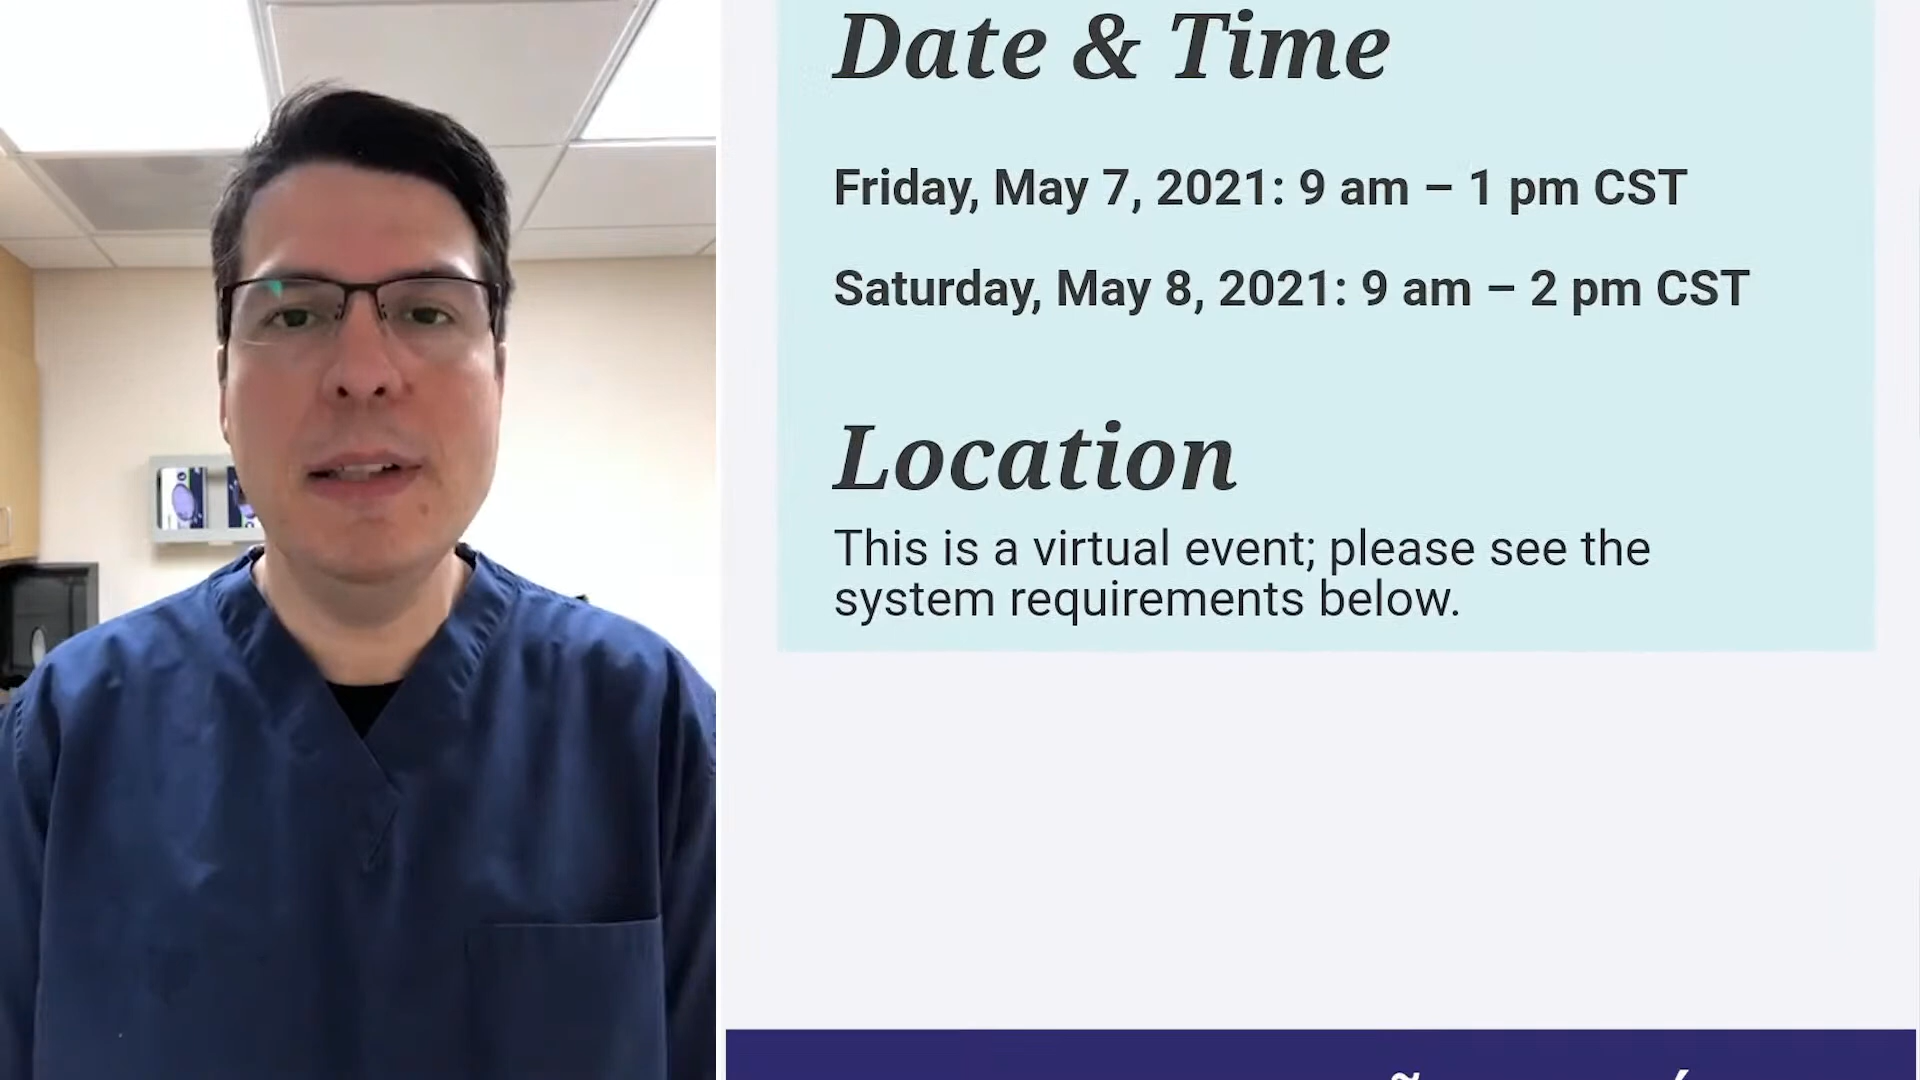 Date & Time
Friday, May 7, 2021: 9 am – 1 pm CST
Saturday, May 8, 2021: 9 am – 2 pm CST
Location
This is a virtual event; please see the
system requirements below.